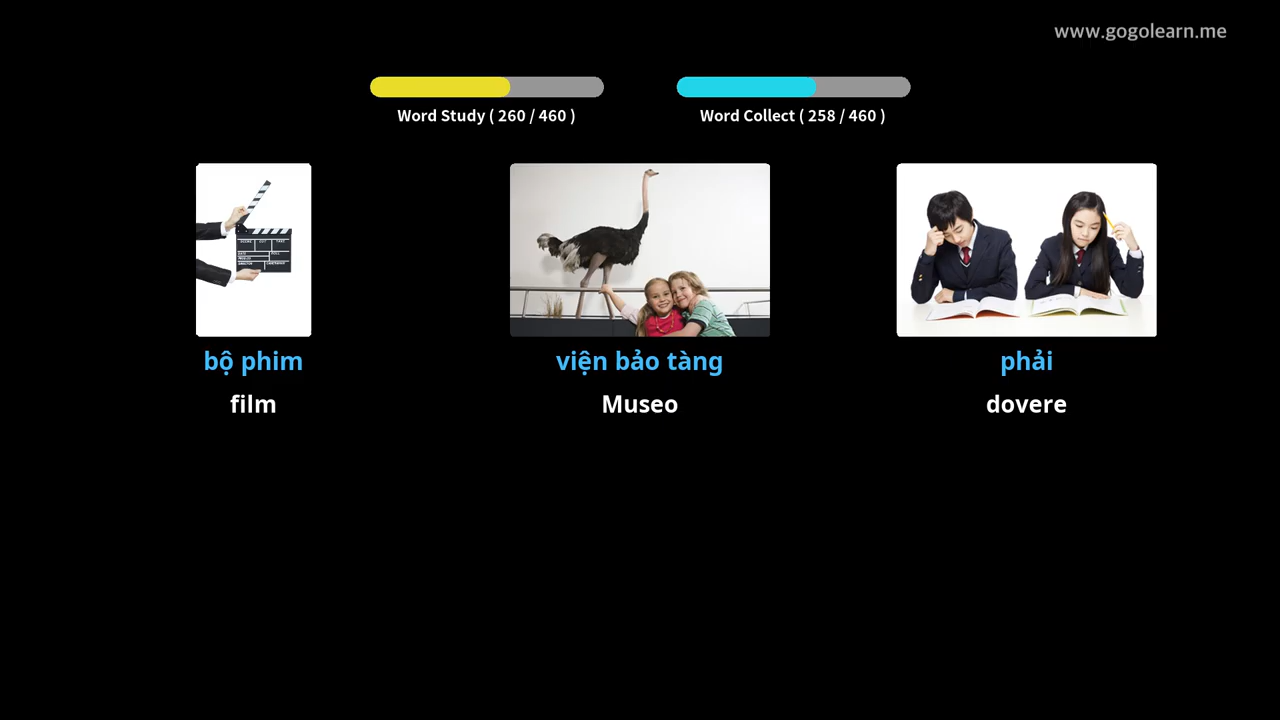 www.gogolearn.me
Word Study ( 260 / 460 )
Word Collect ( 258 / 460 )
bộ phim
film
viện bảo tàng
Museo
phải
dovere